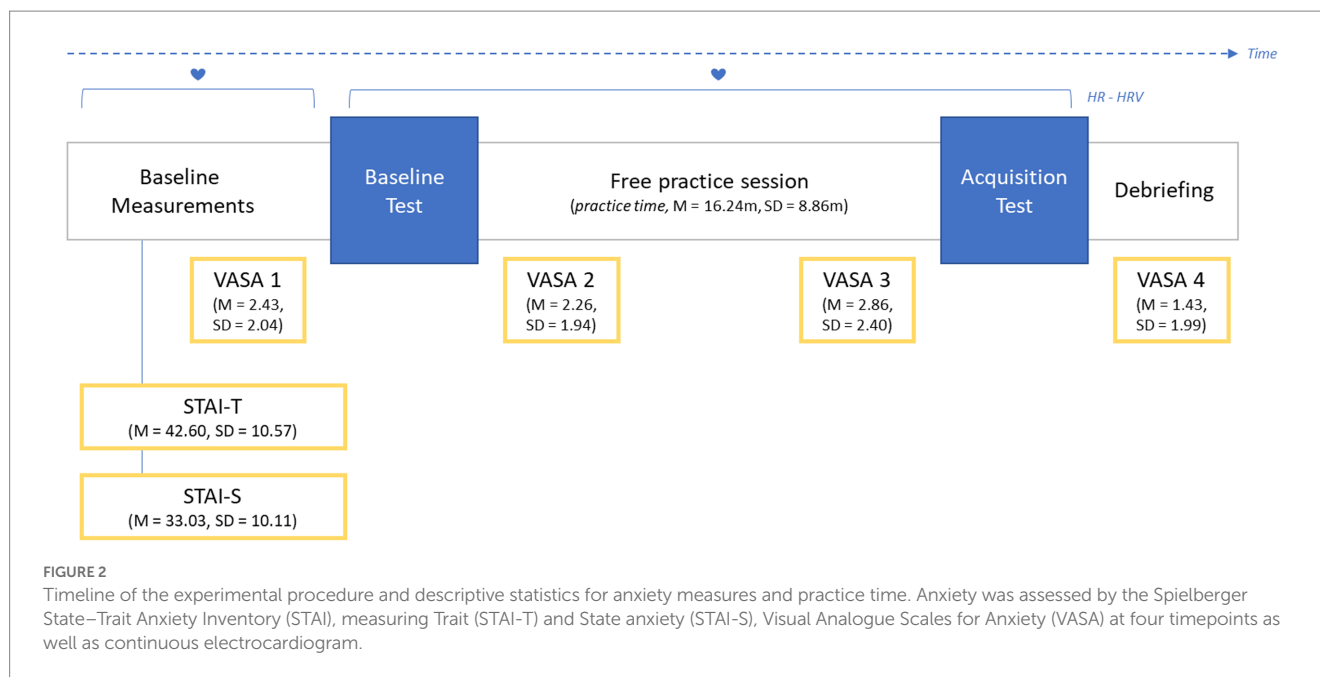 Time
HR - HRV
Baseline
Measurements
Baseline
Test
Free practice session
(practice time, M = 16.24m, SD = 8.86m)
Acquisition
Test
Debriefing
VASA 1
(M = 2.43,
SD = 2.04)
VASA 2
(M = 2.26,
SD = 1.94)
VASA 3
(M = 2.86,
SD = 2.40)
VASA 4
(M = 1.43,
SD = 1.99)
STAI-T
(M = 42.60, SD = 10.57)
STAI-S
(M = 33.03, SD = 10.11)
FIGURE 2
Timeline of the experimental procedure and descriptive statistics for anxiety measures and practice time. Anxiety was assessed by the Spielberger
State–Trait Anxiety Inventory (STAI), measuring Trait (STAI-T) and State anxiety (STAI-S), Visual Analogue Scales for Anxiety (VASA) at four timepoints as
well as continuous electrocardiogram.